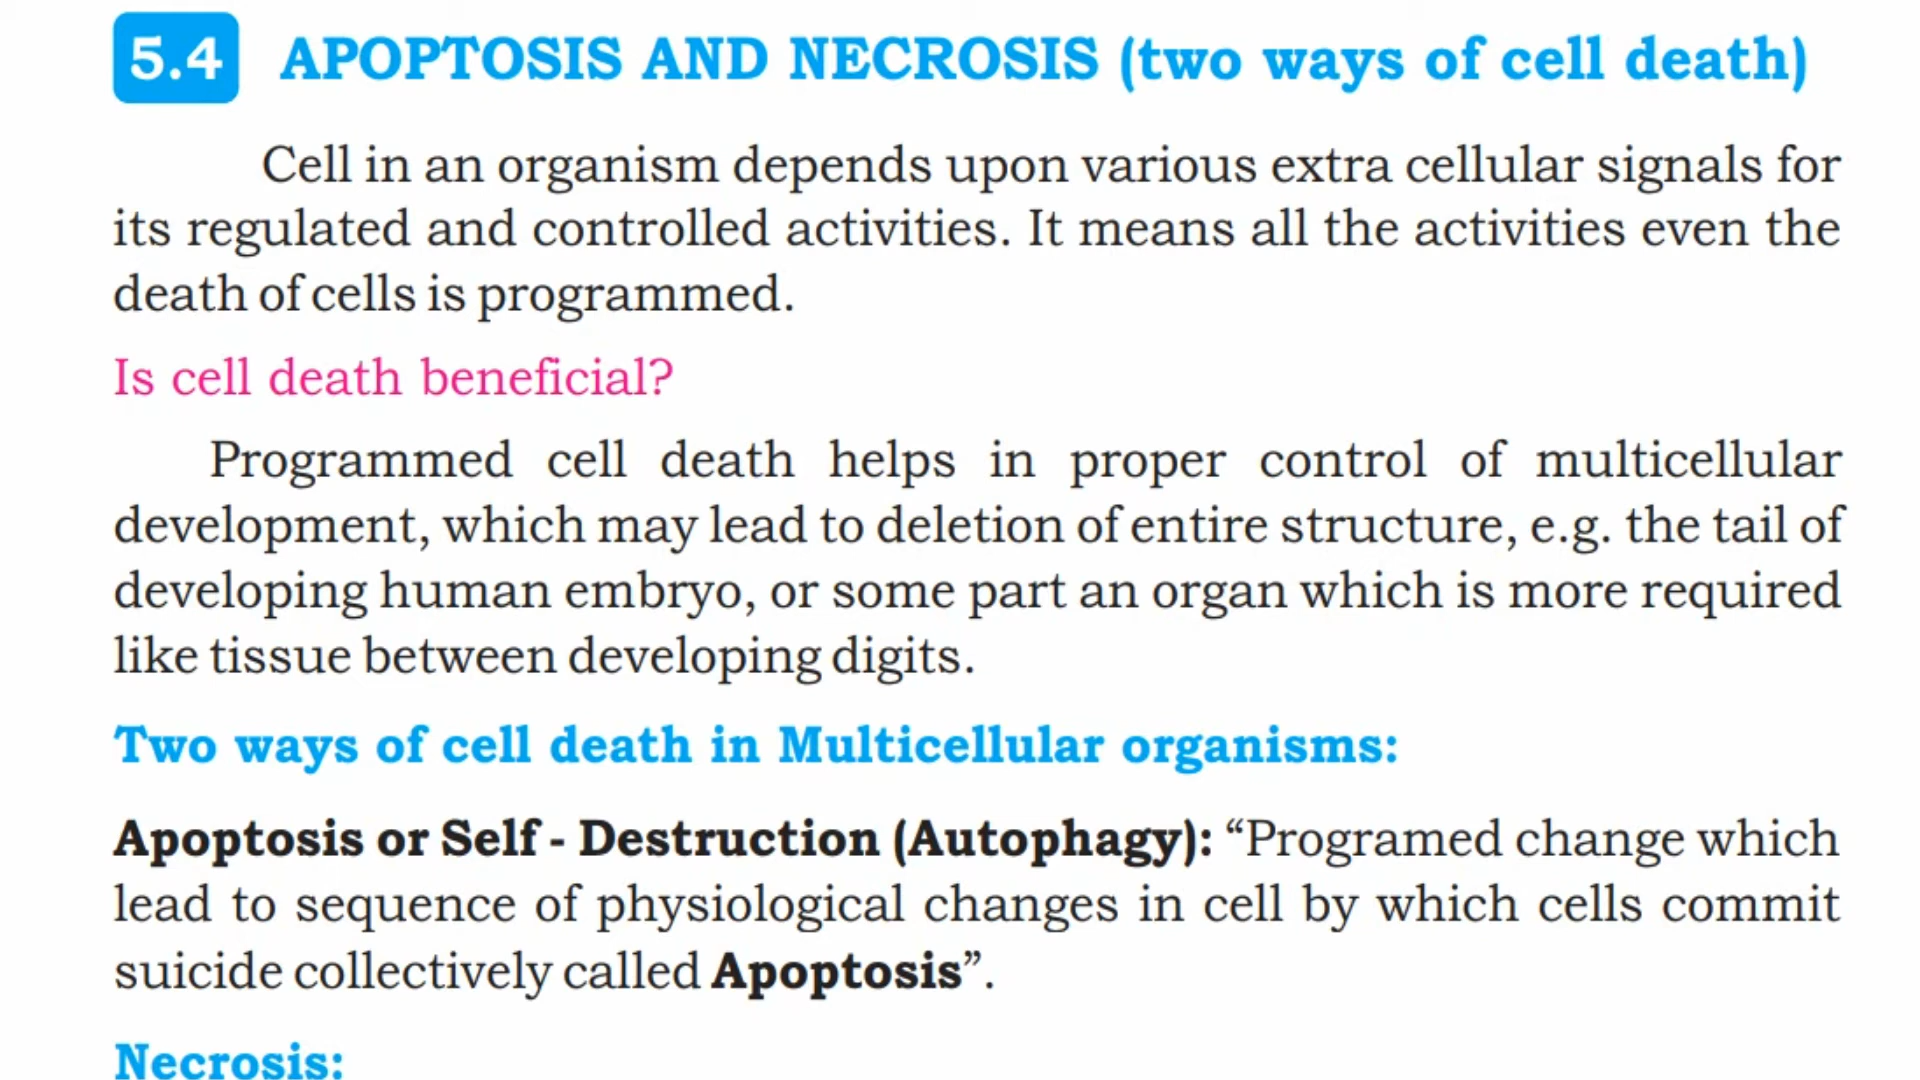 5.4 APOPTOSIS AND NECROSIS (two ways of cell death)
Cell in an organism depends upon various extra cellular signals for
its regulated and controlled activities. It means all the activities even the
death of cells is programmed.
Is cell death beneficial?
Programmed cell death helps in proper control of multicellular
development, which may lead to deletion of entire structure, e.g. the tail of
developing human embryo, or some part an organ which is more required
like tissue between developing digits.
Two ways of cell death in Multicellular organisms:
Apoptosis or Self - Destruction (Autophagy): “Programed change which
lead to sequence of physiological changes in cell by which cells commit
suicide collectively called Apoptosis”.
Necrosis: